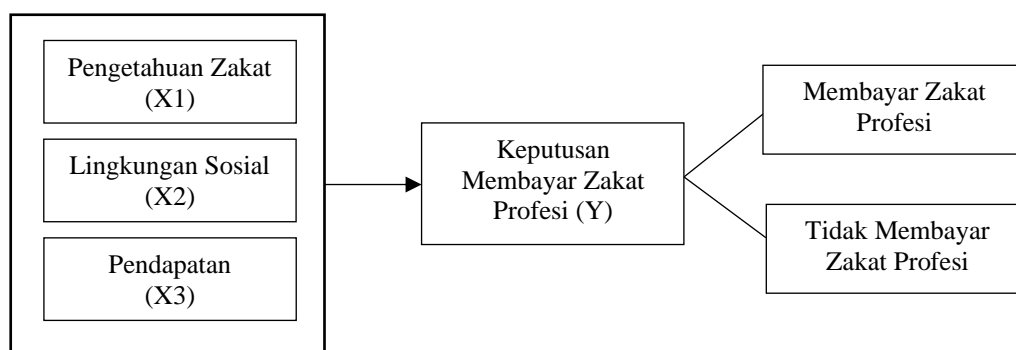 Pengetahuan Zakat
(X1)
Lingkungan Sosial
(X2)
Pendapatan
(X3)
Keputusan
Membayar Zakat
Profesi (Y)
Membayar Zakat
Profesi
Tidak Membayar
Zakat Profesi